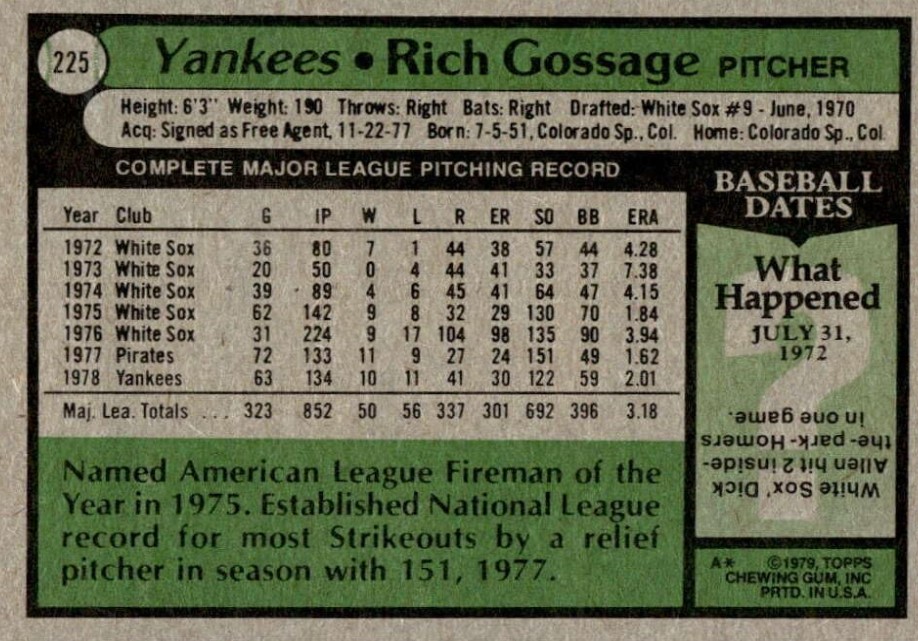 225
Yankees • Rich Gossage PITCHER
Height: 6'3" Weight: 190 Throws: Right Bats: Right Drafted: White Sox #9 - June, 1970
Acq: Signed as Free Agent, 11-22-77 Born: 7-5-51, Colorado Sp., Col. Home: Colorado Sp., Col
COMPLETE MAJOR LEAGUE PITCHING RECORD
Year Club G IP W L R ER SO BB ERA
1972 White Sox 36 80 7 1 44 38 57 44 4.28
1973 White Sox 20 50 0 4 44 41 33 37 7.38
1974 White Sox 39 89 4 6 45 41 64 47 4.15
1975 White Sox 62 142 9 8 32 29 130 70 1.84
1976 White Sox 31 224 9 17 104 98 135 90 3.94
1977 Pirates 72 133 11 9 27 24 151 49 1.62
1978 Yankees 63 134 10 11 41 30 122 59 2.01
Maj. Lea. Totals ... 323 852 50 56 337 301 692 396 3.18
Named American League Fireman of the
Year in 1975. Established National League
record for most Strikeouts by a relief
pitcher in season with 151, 1977.
BASEBALL
DATES
What
Happened
JULY 31,
1972
?
White Sox' Dick
Allen hit 2 inside-
the-park-Homers
in one game.
A* ©1979, TOPPS
CHEWING GUM, INC
PRTD. IN U.S.A.